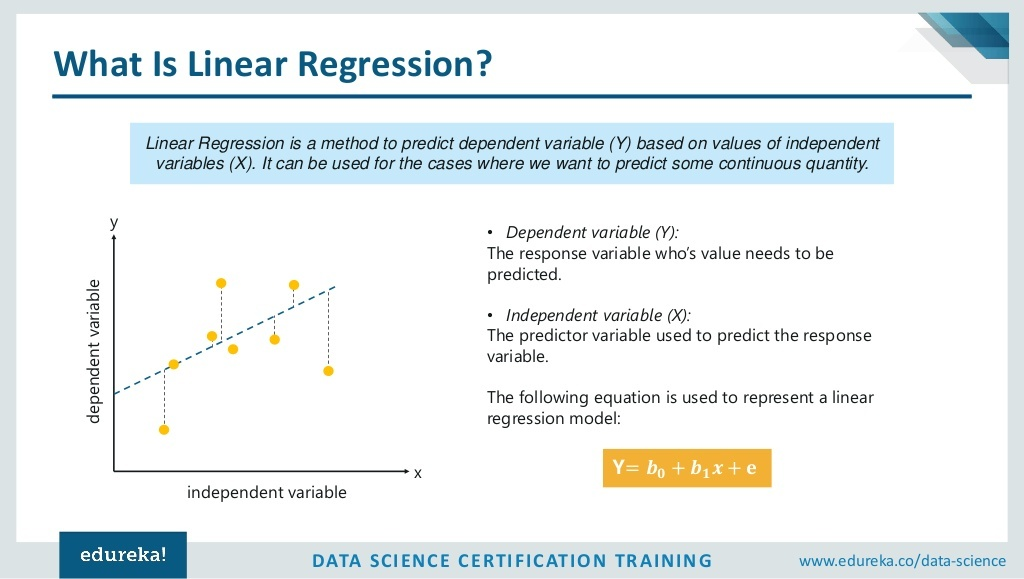 What Is Linear Regression?
Linear Regression is a method to predict dependent variable (Y) based on values of independent
variables (X). It can be used for the cases where we want to predict some continuous quantity.
y
dependent variable
x
independent variable
• Dependent variable (Y):
The response variable who's value needs to be
predicted.
• Independent variable (X):
The predictor variable used to predict the response
variable.
The following equation is used to represent a linear
regression model:
Y= b₀ + b₁x + e
edureka!
DATA SCIENCE CERTIFICATION TRAINING
www.edureka.co/data-science